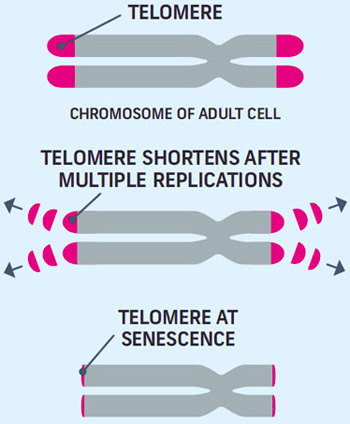 TELOMERE
CHROMOSOME OF ADULT CELL
TELOMERE SHORTENS AFTER
MULTIPLE REPLICATIONS
TELOMERE AT
SENESCENCE